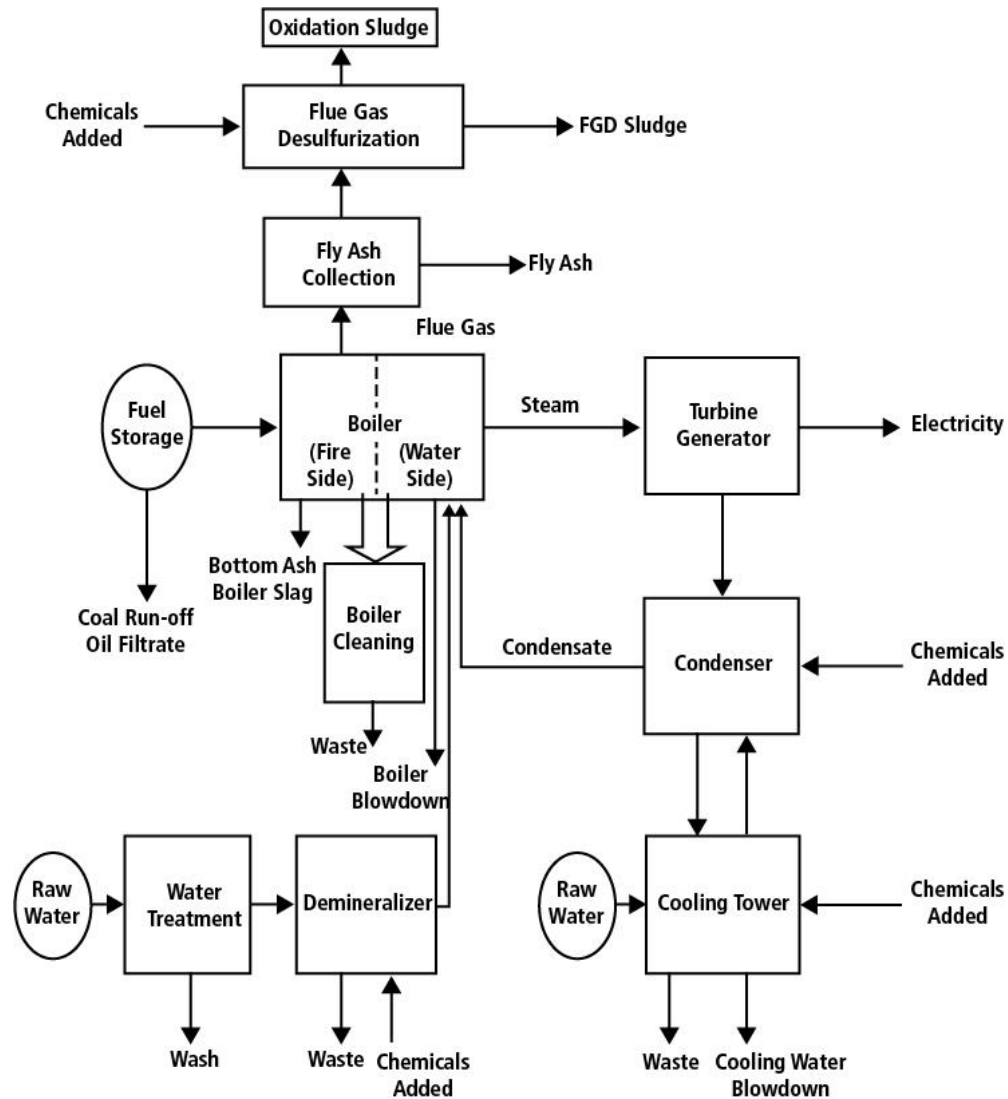 Oxidation Sludge
Chemicals
Added
Flue Gas
Desulfurization
FGD Sludge
Fly Ash
Collection
Fly Ash
Flue Gas
Fuel
Storage
Boiler
(Fire
Side)
(Water
Side)
Steam
Turbine
Generator
Electricity
Bottom Ash
Boiler Slag
Coal Run-off
Oil Filtrate
Boiler
Cleaning
Condensate
Condenser
Chemicals
Added
Waste
Boiler
Blowdown
Raw
Water
Water
Treatment
Demineralizer
Raw
Water
Cooling Tower
Chemicals
Added
Wash
Waste
Chemicals
Added
Waste
Cooling Water
Blowdown